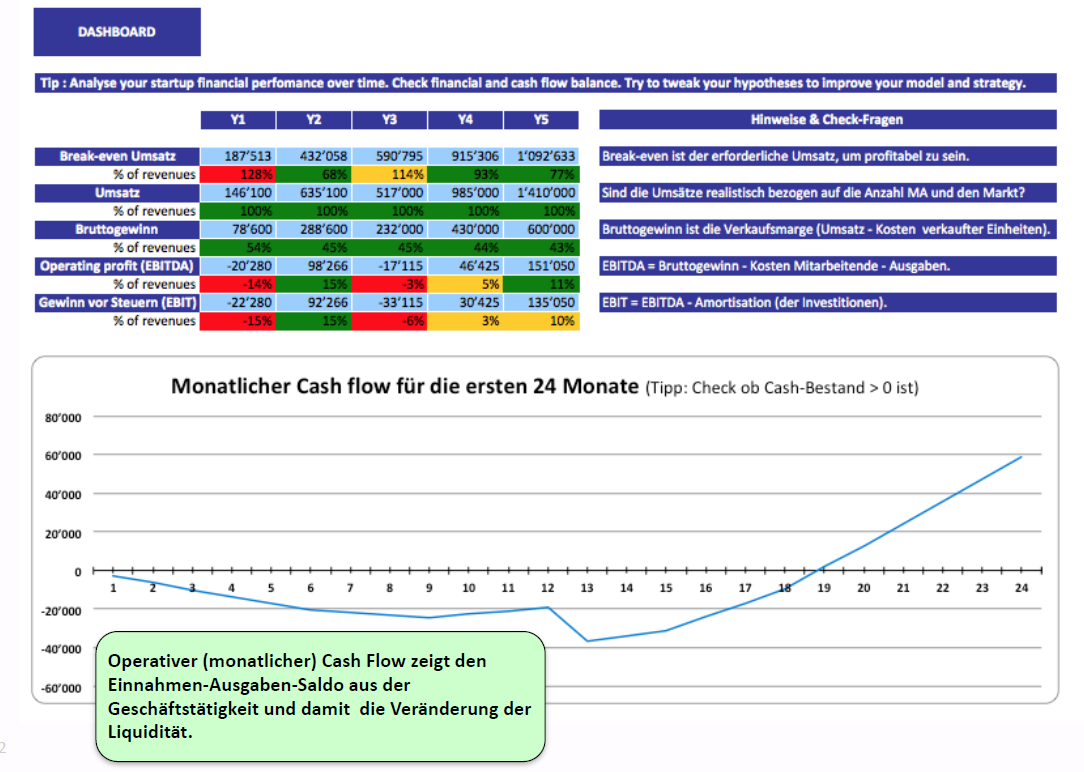 DASHBOARD
Tip : Analyse your startup financial perfomance over time. Check financial and cash flow balance. Try to tweak your hypotheses to improve your model and strategy.
Y1 Y2 Y3 Y4 Y5 Hinweise & Check-Fragen
Break-even Umsatz 187'513 432'058 590'795 915'306 1'092'633 Break-even ist der erforderliche Umsatz, um profitabel zu sein.
% of revenues 128% 68% 114% 93% 77%
Umsatz 146'100 635'100 517'000 985'000 1'410'000 Sind die Umsätze realistisch bezogen auf die Anzahl MA und den Markt?
% of revenues 100% 100% 100% 100% 100%
Bruttogewinn 78'600 288'600 232'000 430'000 600'000 Bruttogewinn ist die Verkaufsmarge (Umsatz - Kosten verkaufter Einheiten).
% of revenues 54% 45% 45% 44% 43%
Operating profit (EBITDA) -20'280 98'266 -17'115 46'425 151'050 EBITDA = Bruttogewinn - Kosten Mitarbeitende - Ausgaben.
% of revenues -14% 15% -3% 5% 11%
Gewinn vor Steuern (EBIT) -22'280 92'266 -33'115 30'425 135'050 EBIT = EBITDA - Amortisation (der Investitionen).
% of revenues -15% 15% -6% 3% 10%
Monatlicher Cash flow für die ersten 24 Monate (Tipp: Check ob Cash-Bestand > 0 ist)
80'000
60'000
40'000
20'000
0
1 2 3 4 5 6 7 8 9 10 11 12 13 14 15 16 17 18 19 20 21 22 23 24
-20'000
-40'000
-60'000
Operativer (monatlicher) Cash Flow zeigt den
Einnahmen-Ausgaben-Saldo aus der
Geschäftstätigkeit und damit die Veränderung der
Liquidität.
2